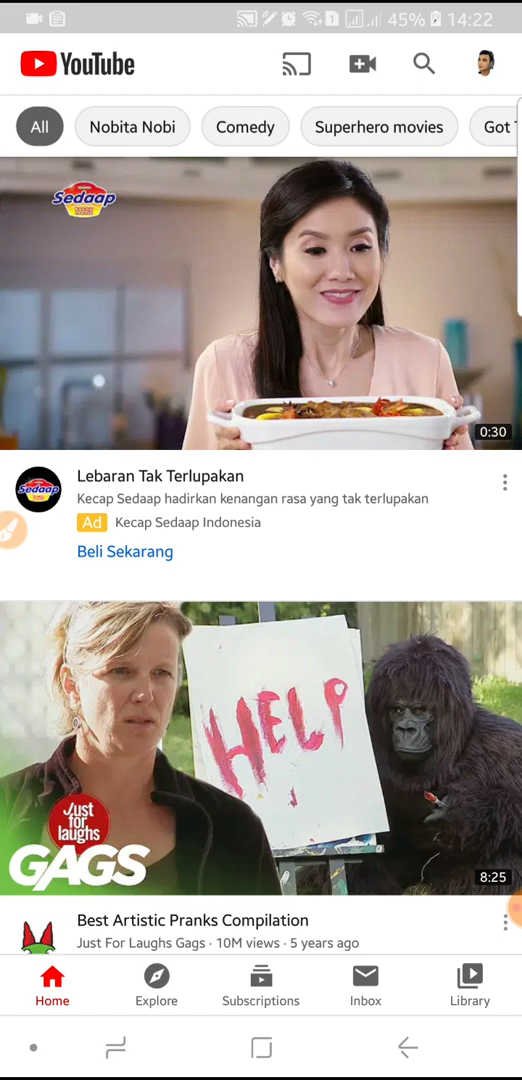 45% 14:22
YouTube
All Nobita Nobi Comedy Superhero movies Got
Sedaap
0:30
Sedaap
Lebaran Tak Terlupakan
Kecap Sedaap hadirkan kenangan rasa yang tak terlupakan
Ad Kecap Sedaap Indonesia
Beli Sekarang
HELP
Just
for
laughs
GAGS
8:25
Best Artistic Pranks Compilation
Just For Laughs Gags · 10M views · 5 years ago
Home Explore Subscriptions Inbox Library